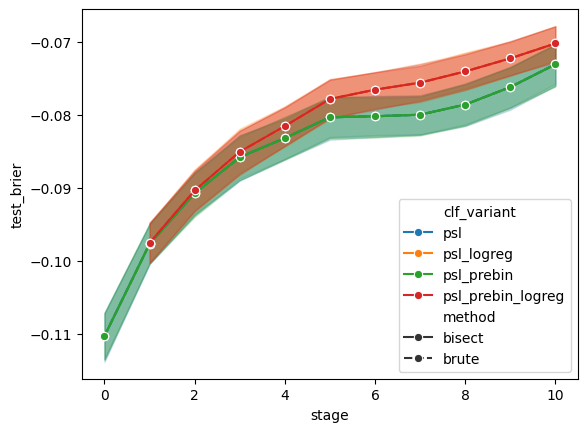 −0.07
−0.08
−0.09
−0.10
−0.11
test_brier
0
2
4
6
8
10
stage
clf_variant
psl
psl_logreg
psl_prebin
psl_prebin_logreg
method
bisect
brute